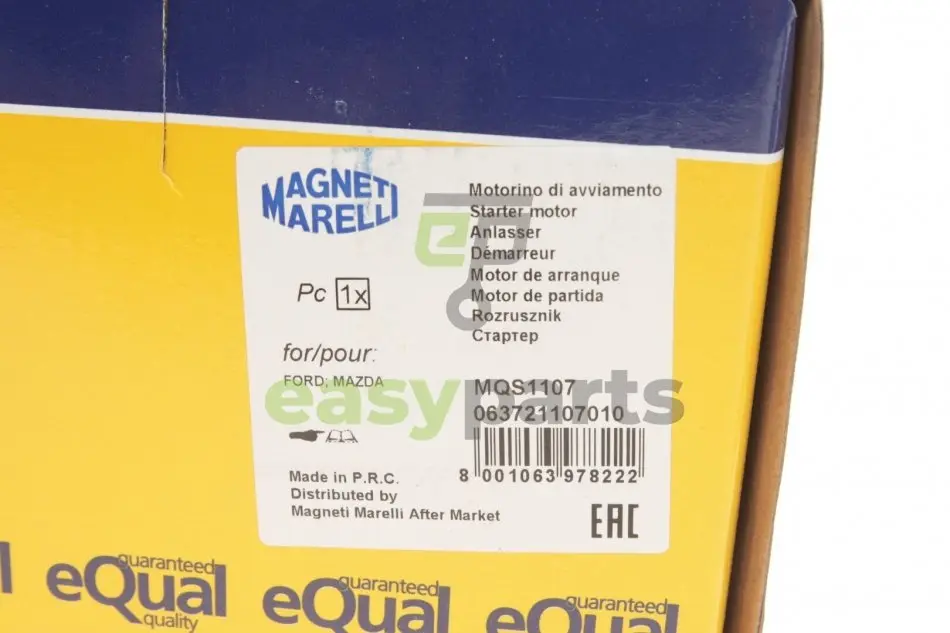 MAGNETI
MARELLI
Pc 1x
for/pour:
FORD; MAZDA
Made in P.R.C.
Distributed by
Magneti Marelli After Market
Motorino di avviamento
Starter motor
Anlasser
Démarreur
Motor de arranque
Motor de partida
Rozrusznik
Стартер
MQS1107
063721107010
8 001063 978222
EAC
ep
easyparts
guaranteed
eQual
quality
guaranteed
eQual
guaranteed
eQual